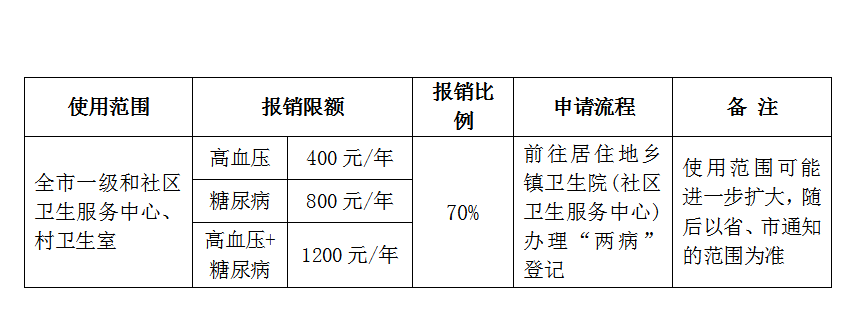 使用范围
报销限额
报销比
例
申请流程
备 注
全市一级和社区
卫生服务中心、
村卫生室
高血压
400 元/年
糖尿病
800 元/年
高血压+
糖尿病
1200 元/年
70%
前往居住地乡
镇卫生院(社区
卫生服务中心)
办理“两病”
登记
使用范围可能
进一步扩大,随
后以省、市通知
的范围为准